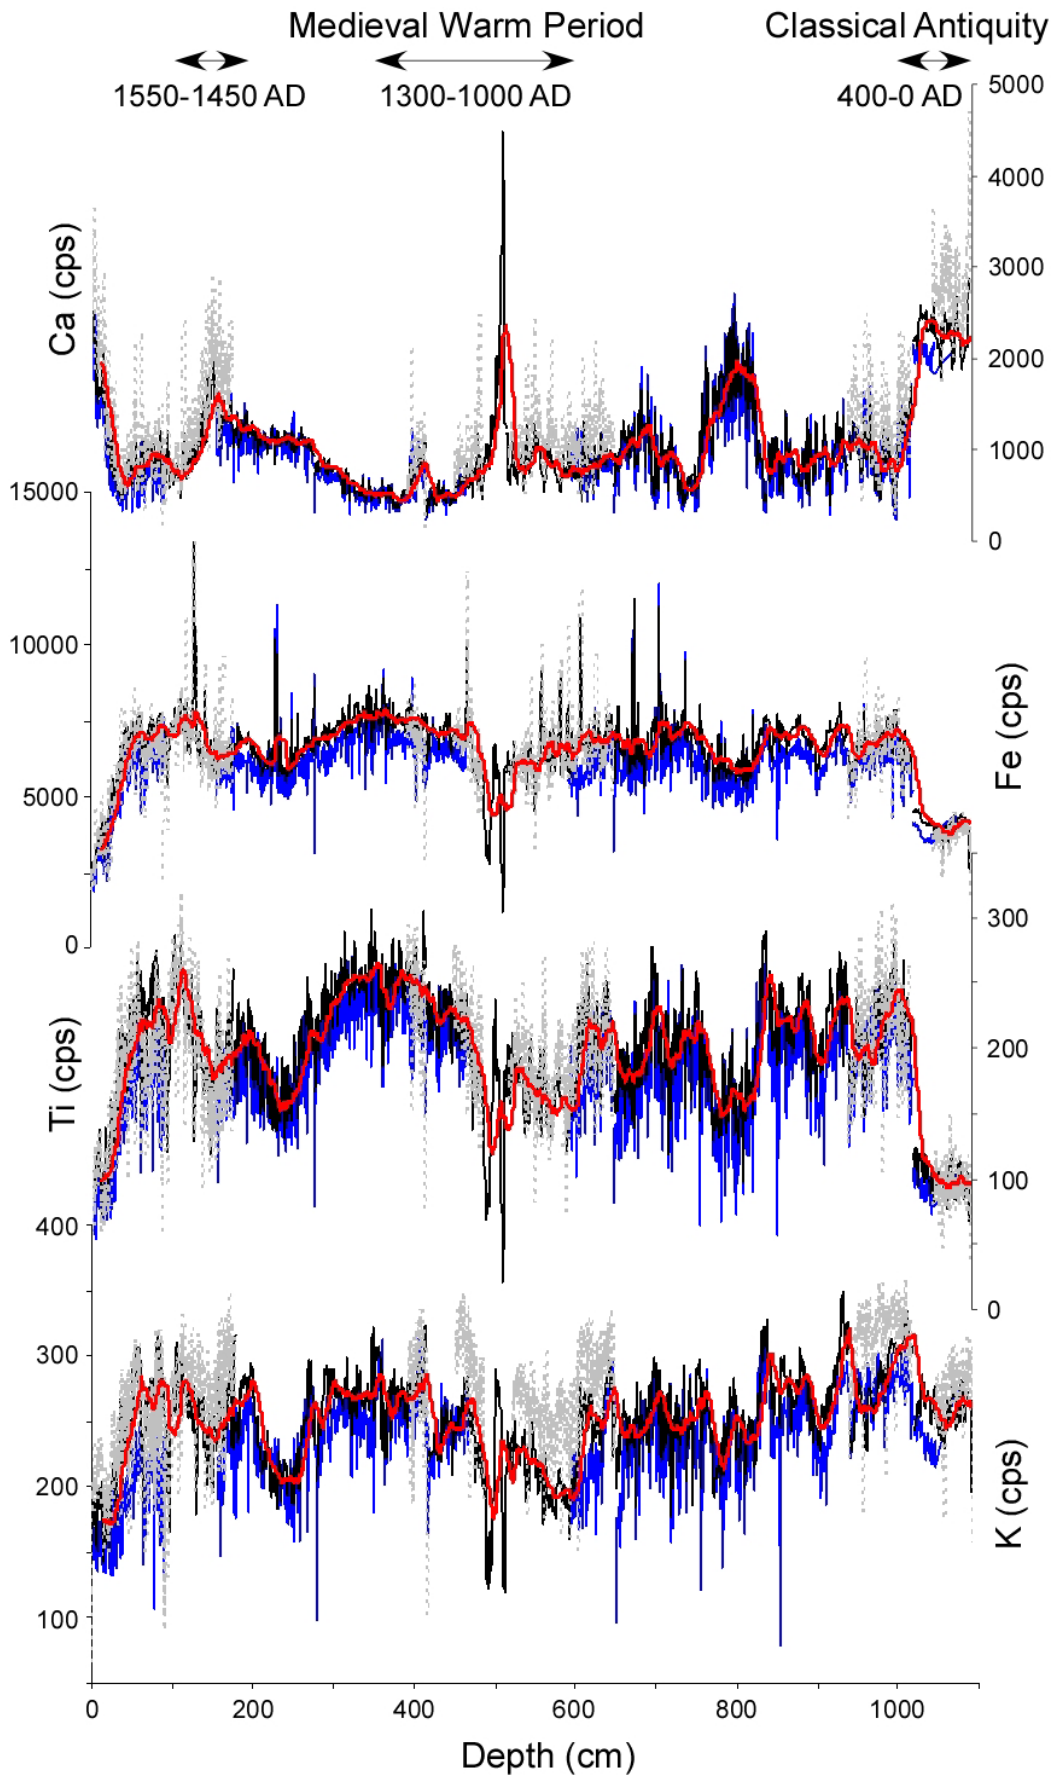 Medieval Warm Period Classical Antiquity
1550-1450 AD 1300-1000 AD 400-0 AD
5000
4000
3000
2000
1000
0
Ca (cps)
15000
10000
5000
0
Fe (cps)
300
200
100
0
Ti (cps)
400
300
200
100
K (cps)
0 200 400 600 800 1000
Depth (cm)